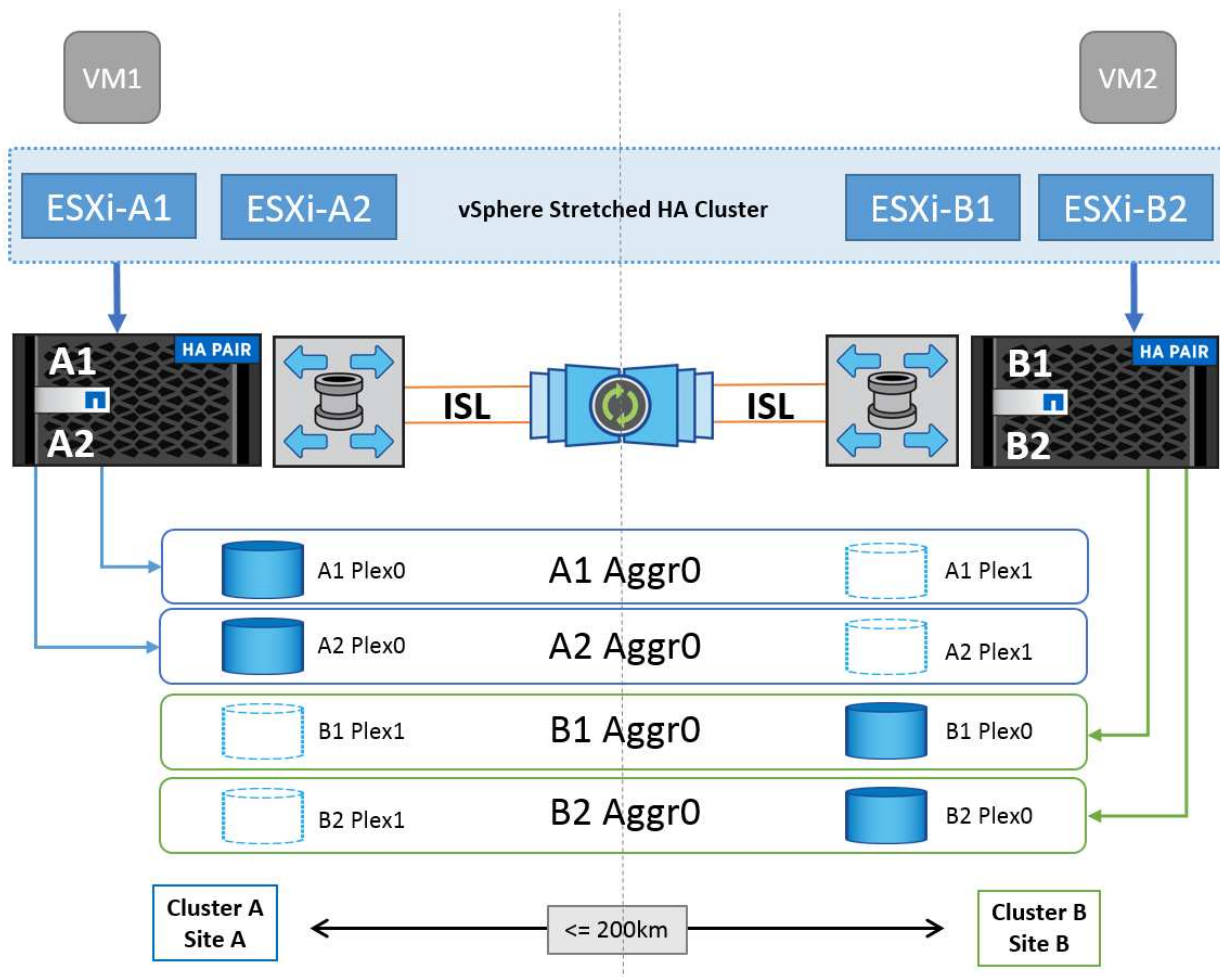 VM1
VM2
ESXi-A1
ESXi-A2
vSphere Stretched HA Cluster
ESXi-B1
ESXi-B2
A1
HA PAIR
A2
ISL
ISL
B1
HA PAIR
B2
A1 Plex0
A1 Aggr0
A1 Plex1
A2 Plex0
A2 Aggr0
A2 Plex1
B1 Plex1
B1 Aggr0
B1 Plex0
B2 Plex1
B2 Aggr0
B2 Plex0
Cluster A
Site A
<= 200km
Cluster B
Site B